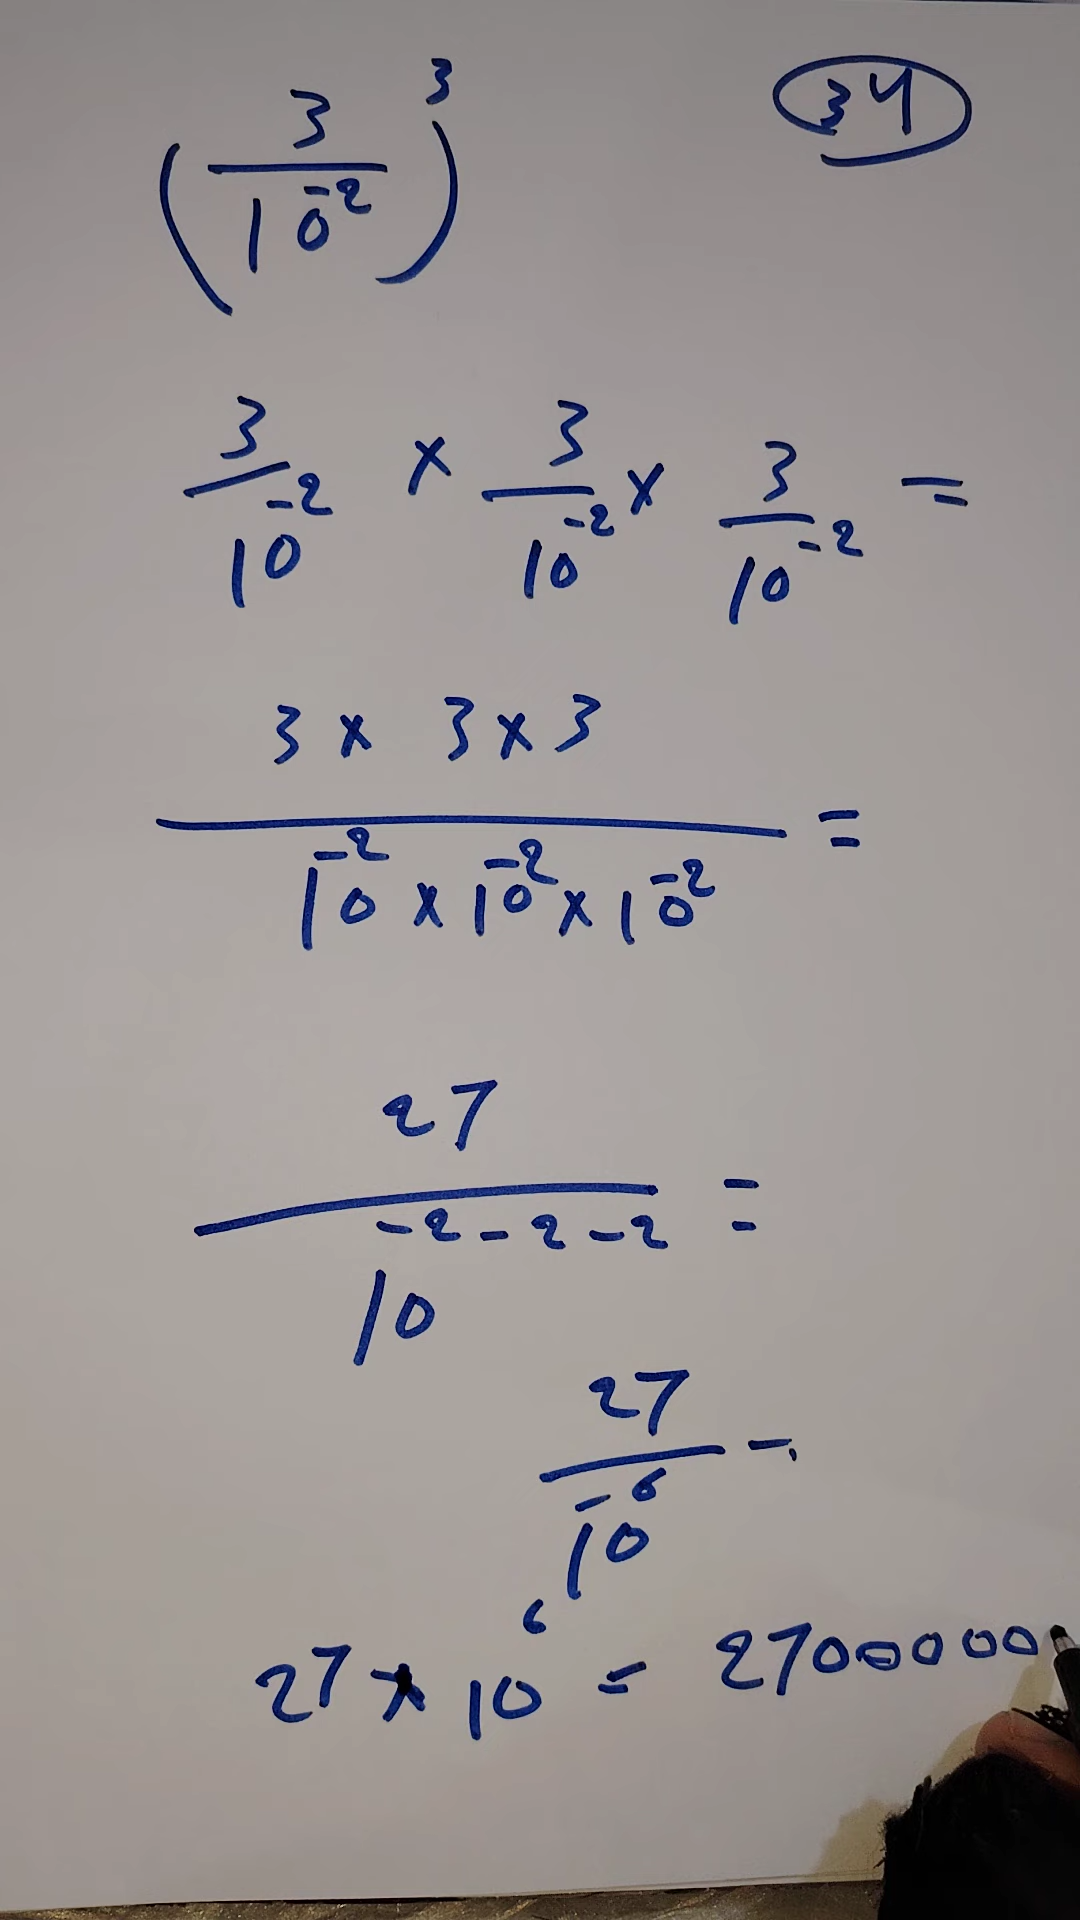 (3/10⁻²)³
34
3/10⁻² × 3/10⁻² × 3/10⁻² =
3 × 3 × 3 / 10⁻² × 10⁻² × 10⁻² =
27 / 10⁻²⁻²⁻² =
27 / 10⁻⁶ =
27 × 10⁶ = 2700000